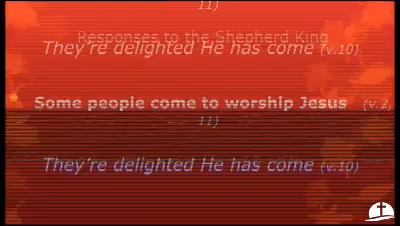 11)
Responses to the Shepherd King
They're delighted He has come (v.10)
Some people come to worship Jesus (v.2,
11)
They're delighted He has come (v.10)